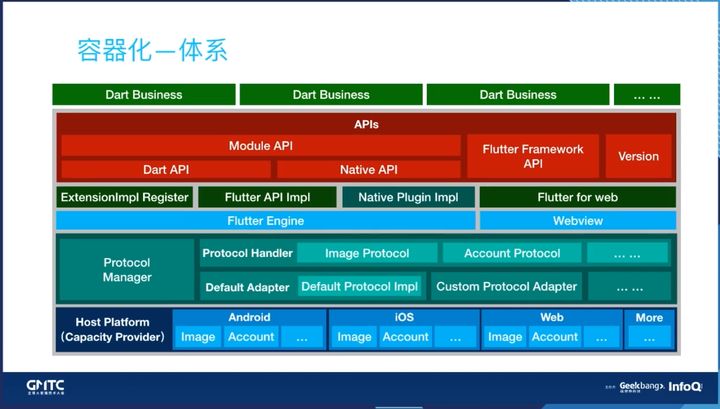 容器化—体系
Dart Business
Dart Business
Dart Business
... ...
APIs
Module API
Dart API
Native API
Flutter Framework
API
Version
ExtensionImpl Register
Flutter API Impl
Native Plugin Impl
Flutter for web
Flutter Engine
Webview
Protocol
Manager
Protocol Handler
Image Protocol
Account Protocol
... ...
Default Adapter
Default Protocol Impl
Custom Protocol Adapter
... ...
Host Platform
(Capacity Provider)
Android
Image
Account
...
iOS
Image
Account
...
Web
Image
Account
...
More
...
GMTC
Geekbang>.
InfoQ